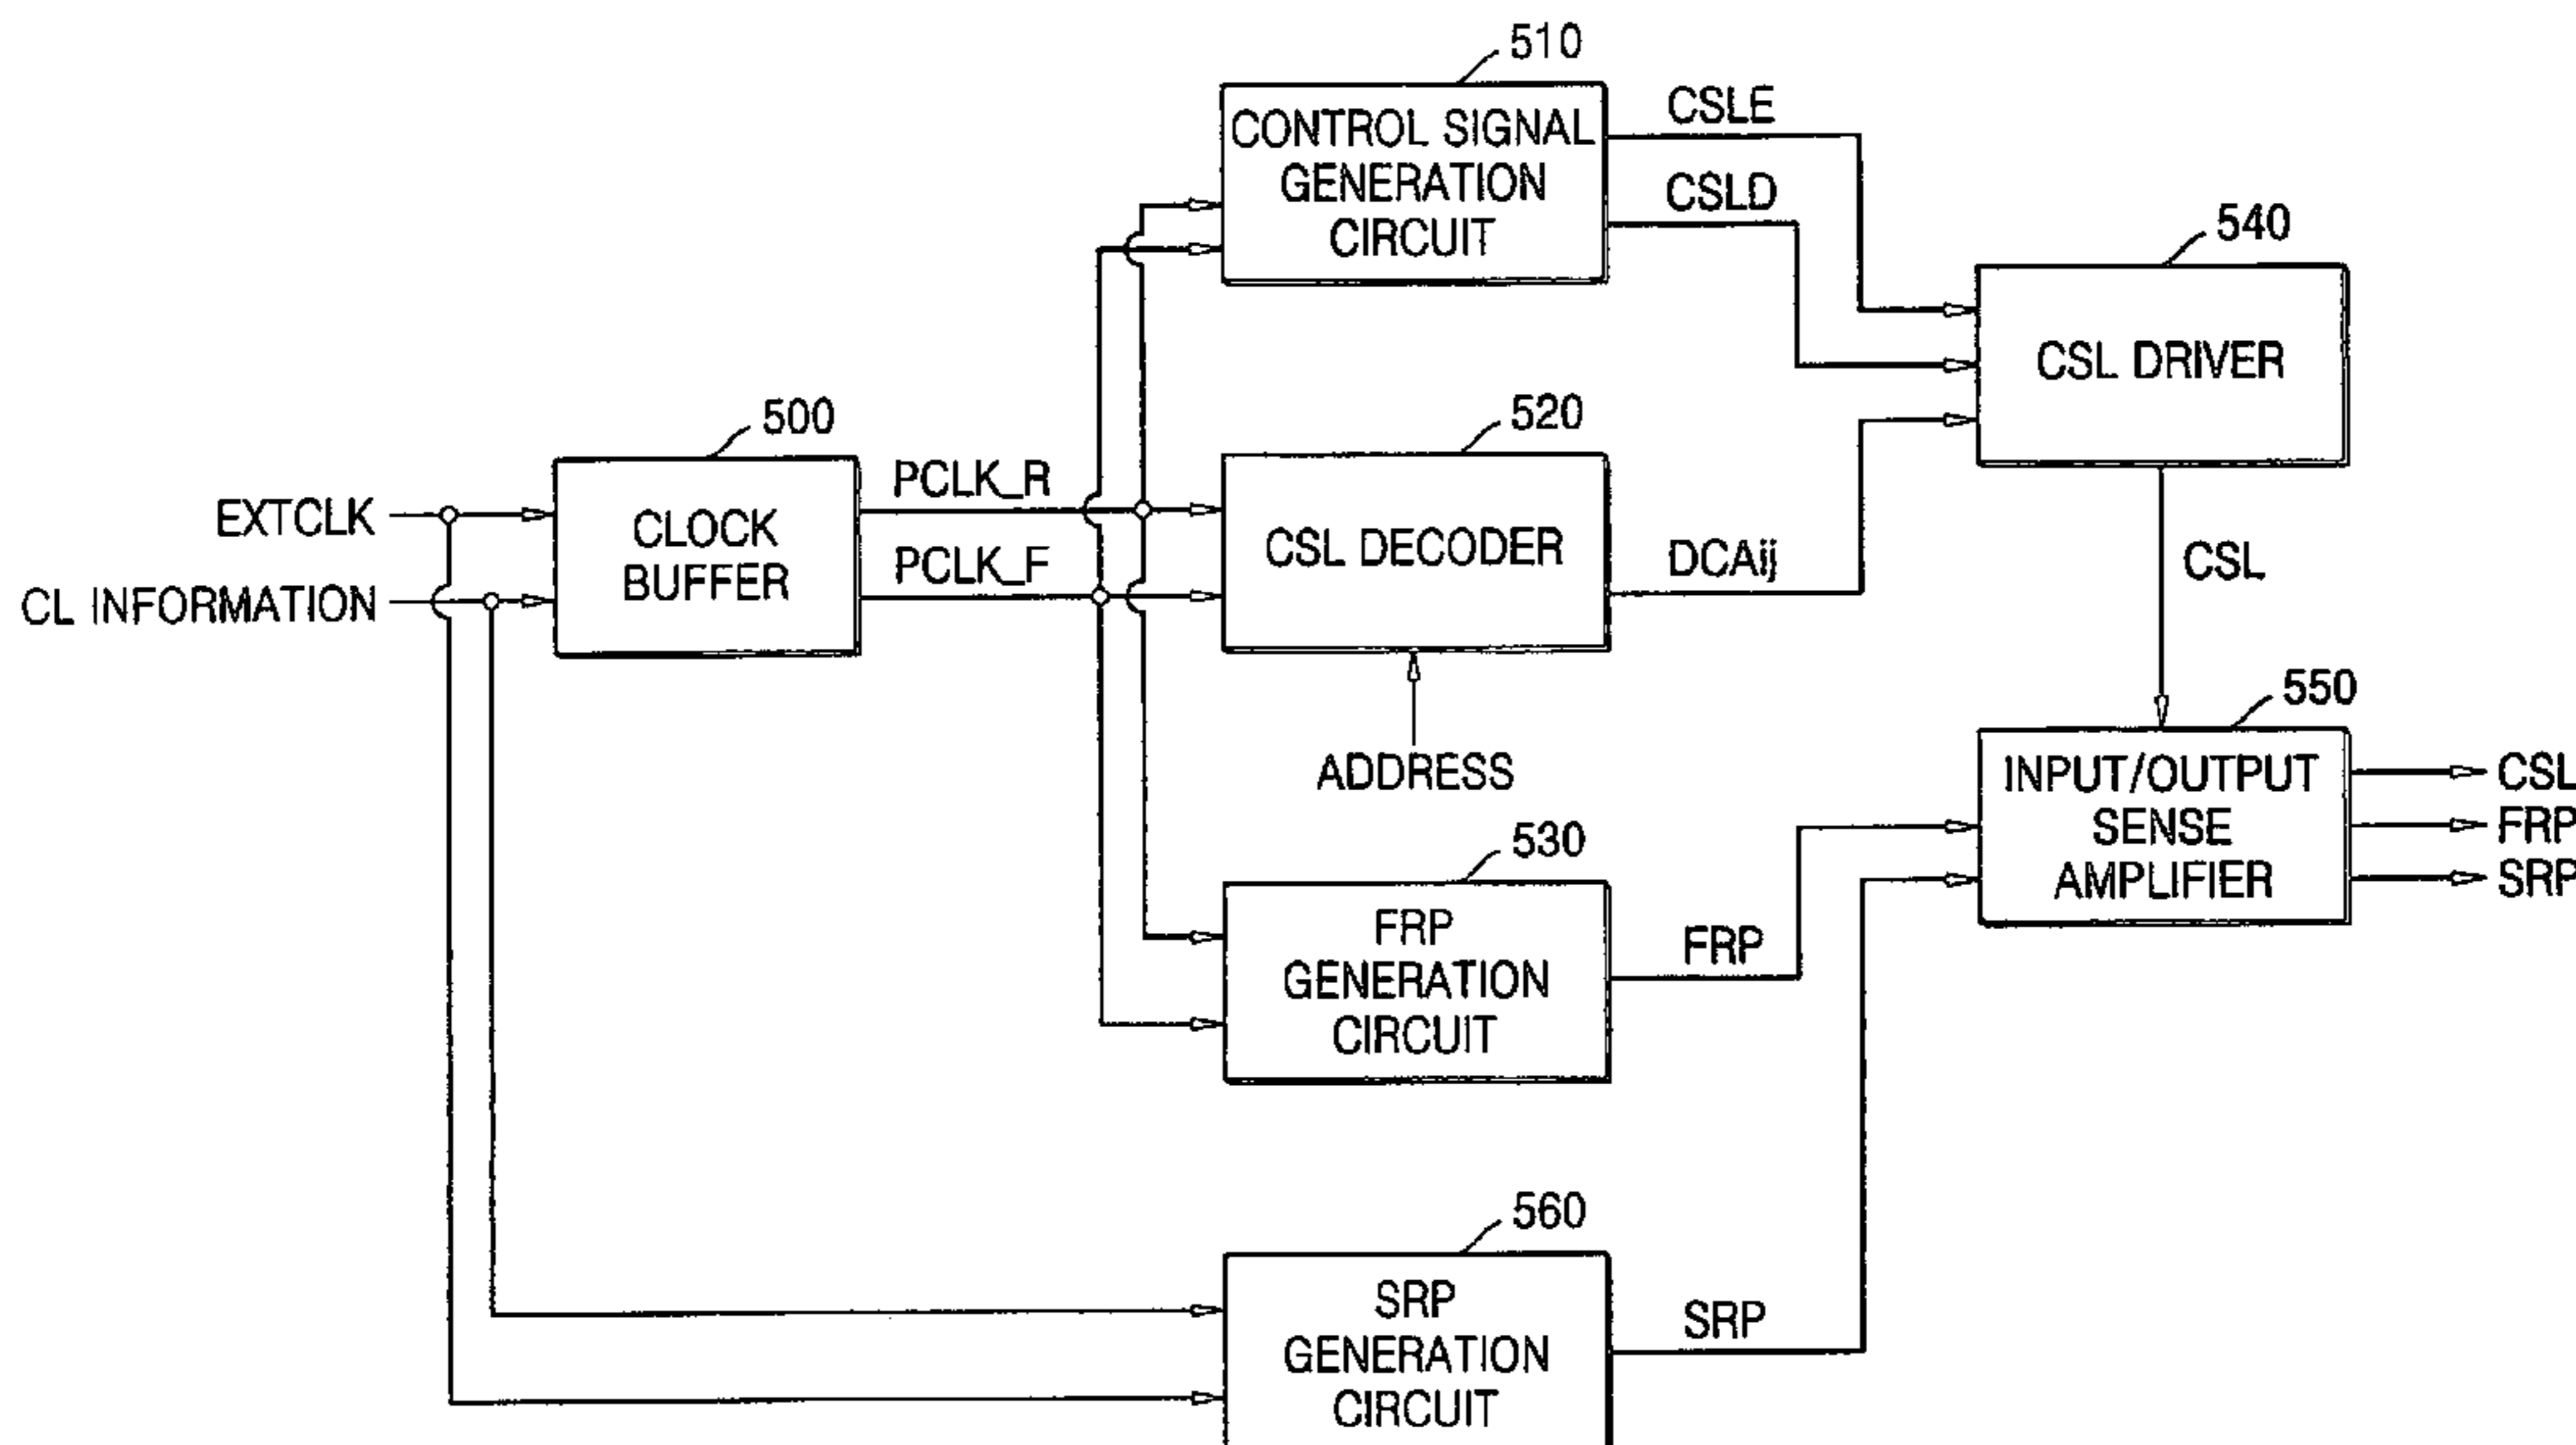 510
CONTROL SIGNAL
GENERATION
CIRCUIT
CSLE
CSLD
540
CSL DRIVER
500
CLOCK
BUFFER
EXTCLK
CL INFORMATION
PCLK_R
PCLK_F
520
CSL DECODER
DCAij
CSL
ADDRESS
550
INPUT/OUTPUT
SENSE
AMPLIFIER
CSL
FRP
SRP
530
FRP
GENERATION
CIRCUIT
FRP
560
SRP
GENERATION
CIRCUIT
SRP